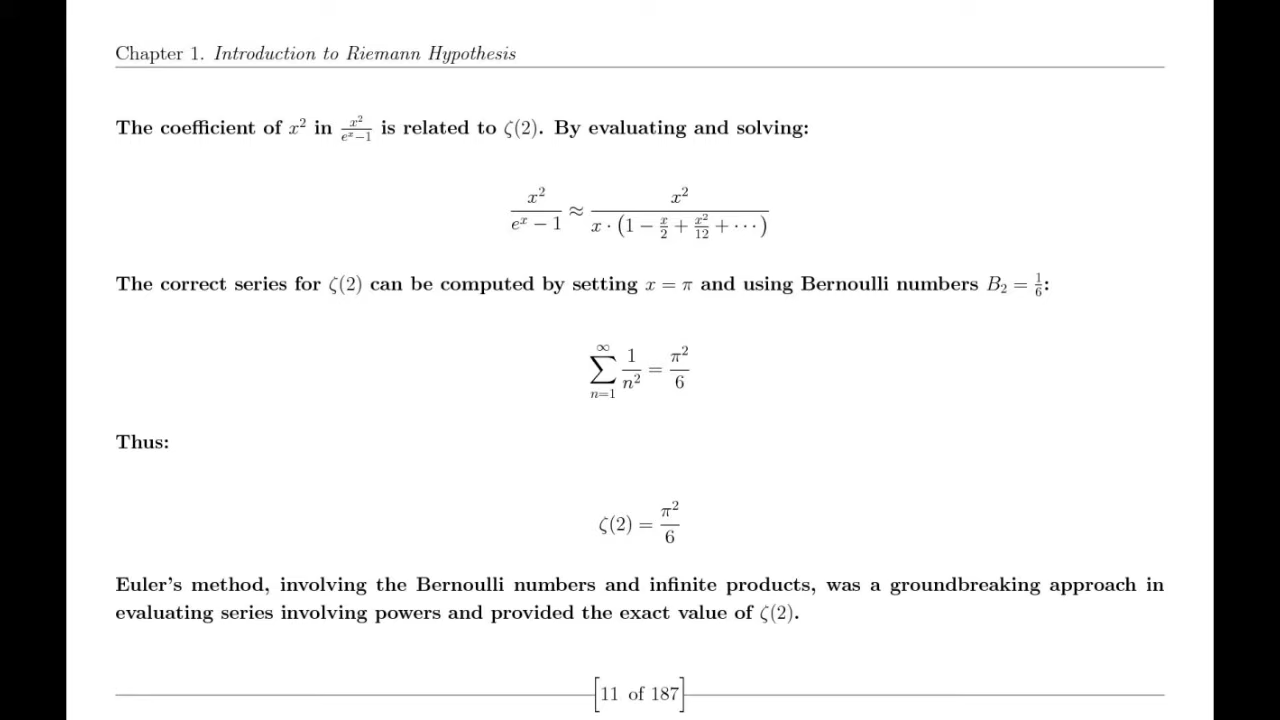 Chapter 1. Introduction to Riemann Hypothesis
The coefficient of x² in x²/(eˣ−1) is related to ζ(2). By evaluating and solving:
x²/(eˣ − 1) ≈ x²/(x · (1 − x/2 + x²/12 + ···))
The correct series for ζ(2) can be computed by setting x = π and using Bernoulli numbers B₂ = 1/6:
∑_{n=1}^{∞} 1/n² = π²/6
Thus:
ζ(2) = π²/6
Euler's method, involving the Bernoulli numbers and infinite products, was a groundbreaking approach in
evaluating series involving powers and provided the exact value of ζ(2).
[11 of 187]